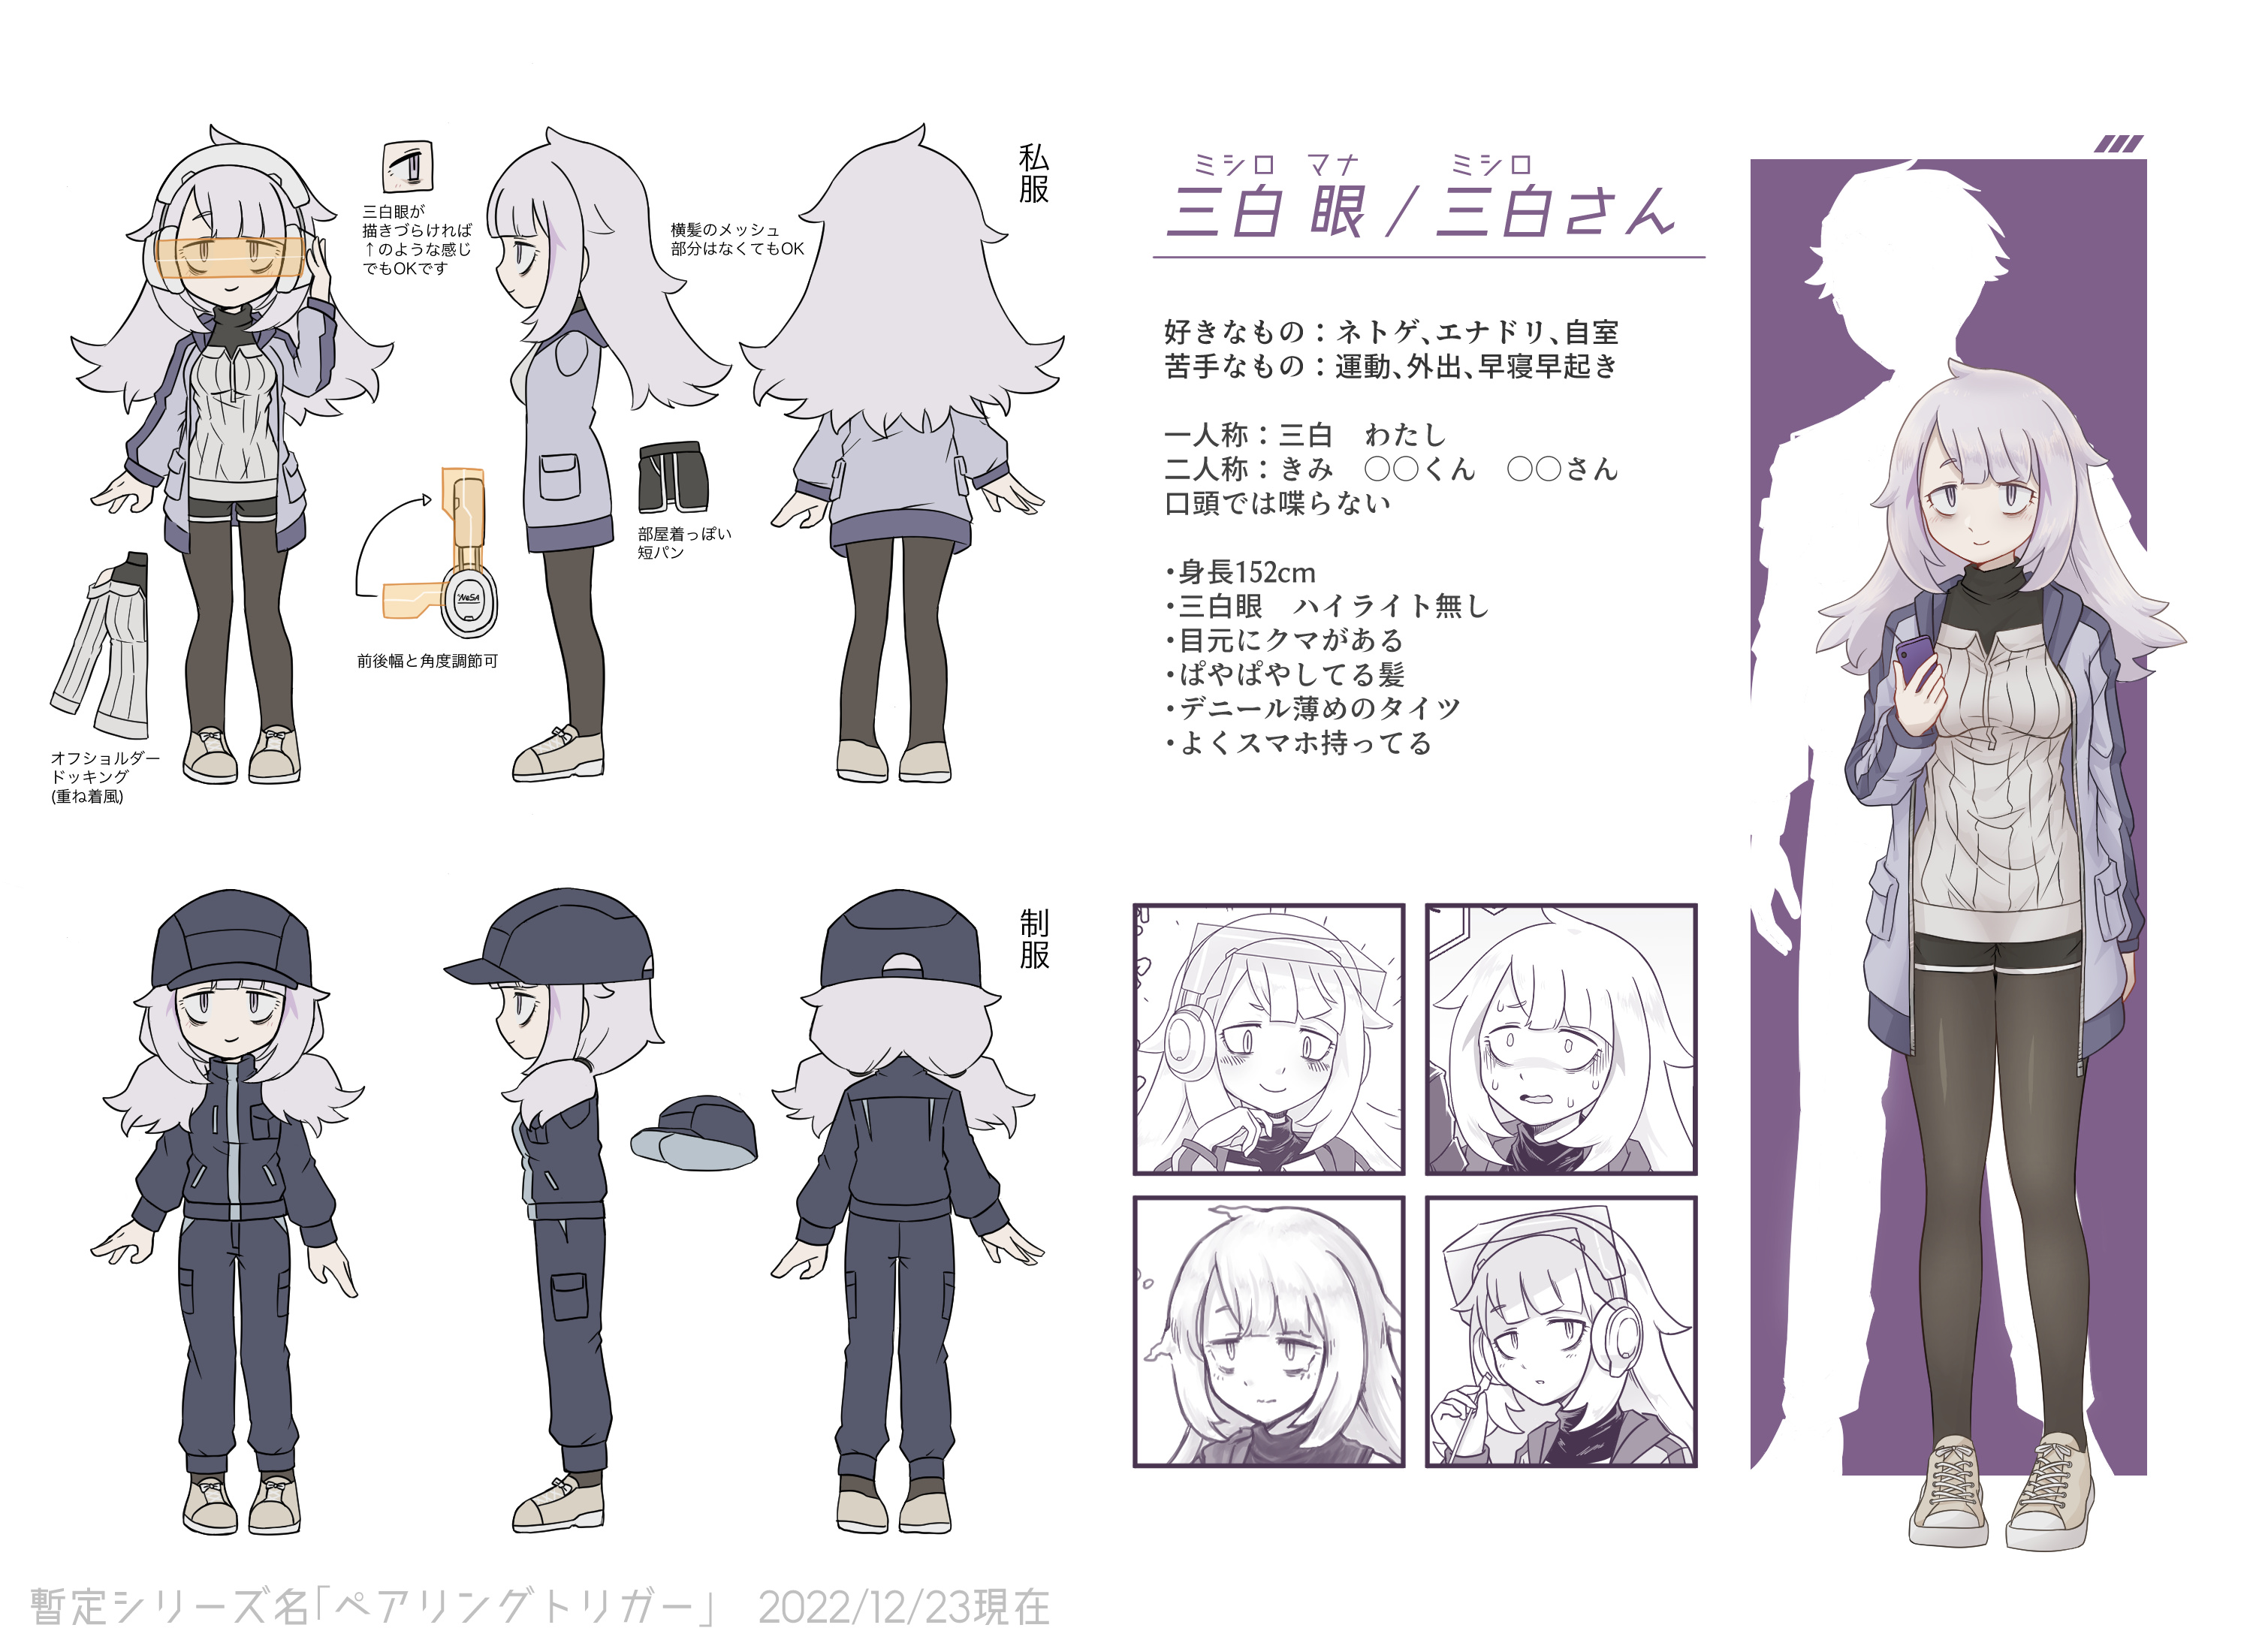 私服
三白眼が
描きづらければ
↑のような感じ
でもOKです
横髪のメッシュ
部分はなくてもOK
部屋着っぽい
短パン
前後幅と角度調節可
オフショルダー
ドッキング
(重ね着風)
制服
暫定シリーズ名「ペアリングトリガー」 2022/12/23現在
ミシロ マナ ミシロ
三白 眼 / 三白さん
好きなもの：ネトゲ、エナドリ、自室
苦手なもの：運動、外出、早寝早起き
一人称：三白　わたし
二人称：きみ　○○くん　○○さん
口頭では喋らない
・身長152cm
・三白眼　ハイライト無し
・目元にクマがある
・ぱやぱやしてる髪
・デニール薄めのタイツ
・よくスマホ持ってる